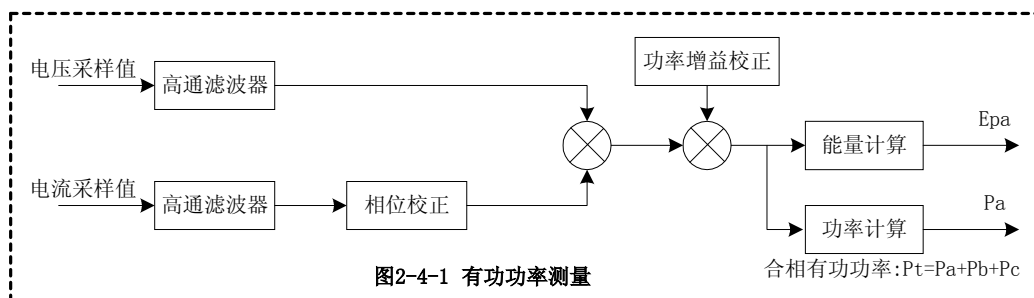 电压采样值
高通滤波器
功率增益校正
Epa
能量计算
电流采样值
高通滤波器
相位校正
Pa
功率计算
合相有功功率:Pt=Pa+Pb+Pc
图2-4-1 有功功率测量